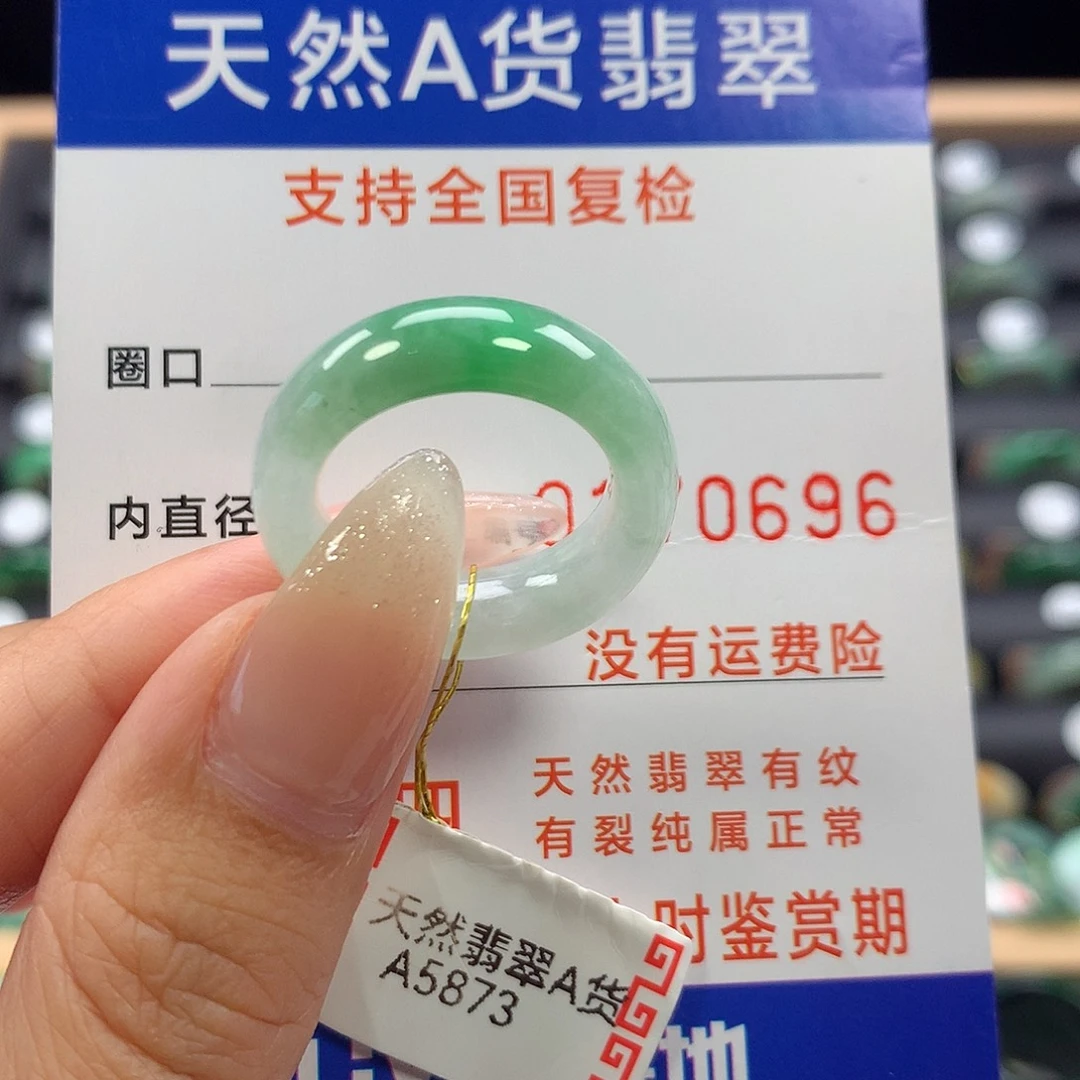 天然A货翡翠
支持全国复检
圈口
内直径
0696
没有运费险
天然翡翠有纹
有裂纯属正常
时鉴赏期
天然翡翠A货
A5873
地